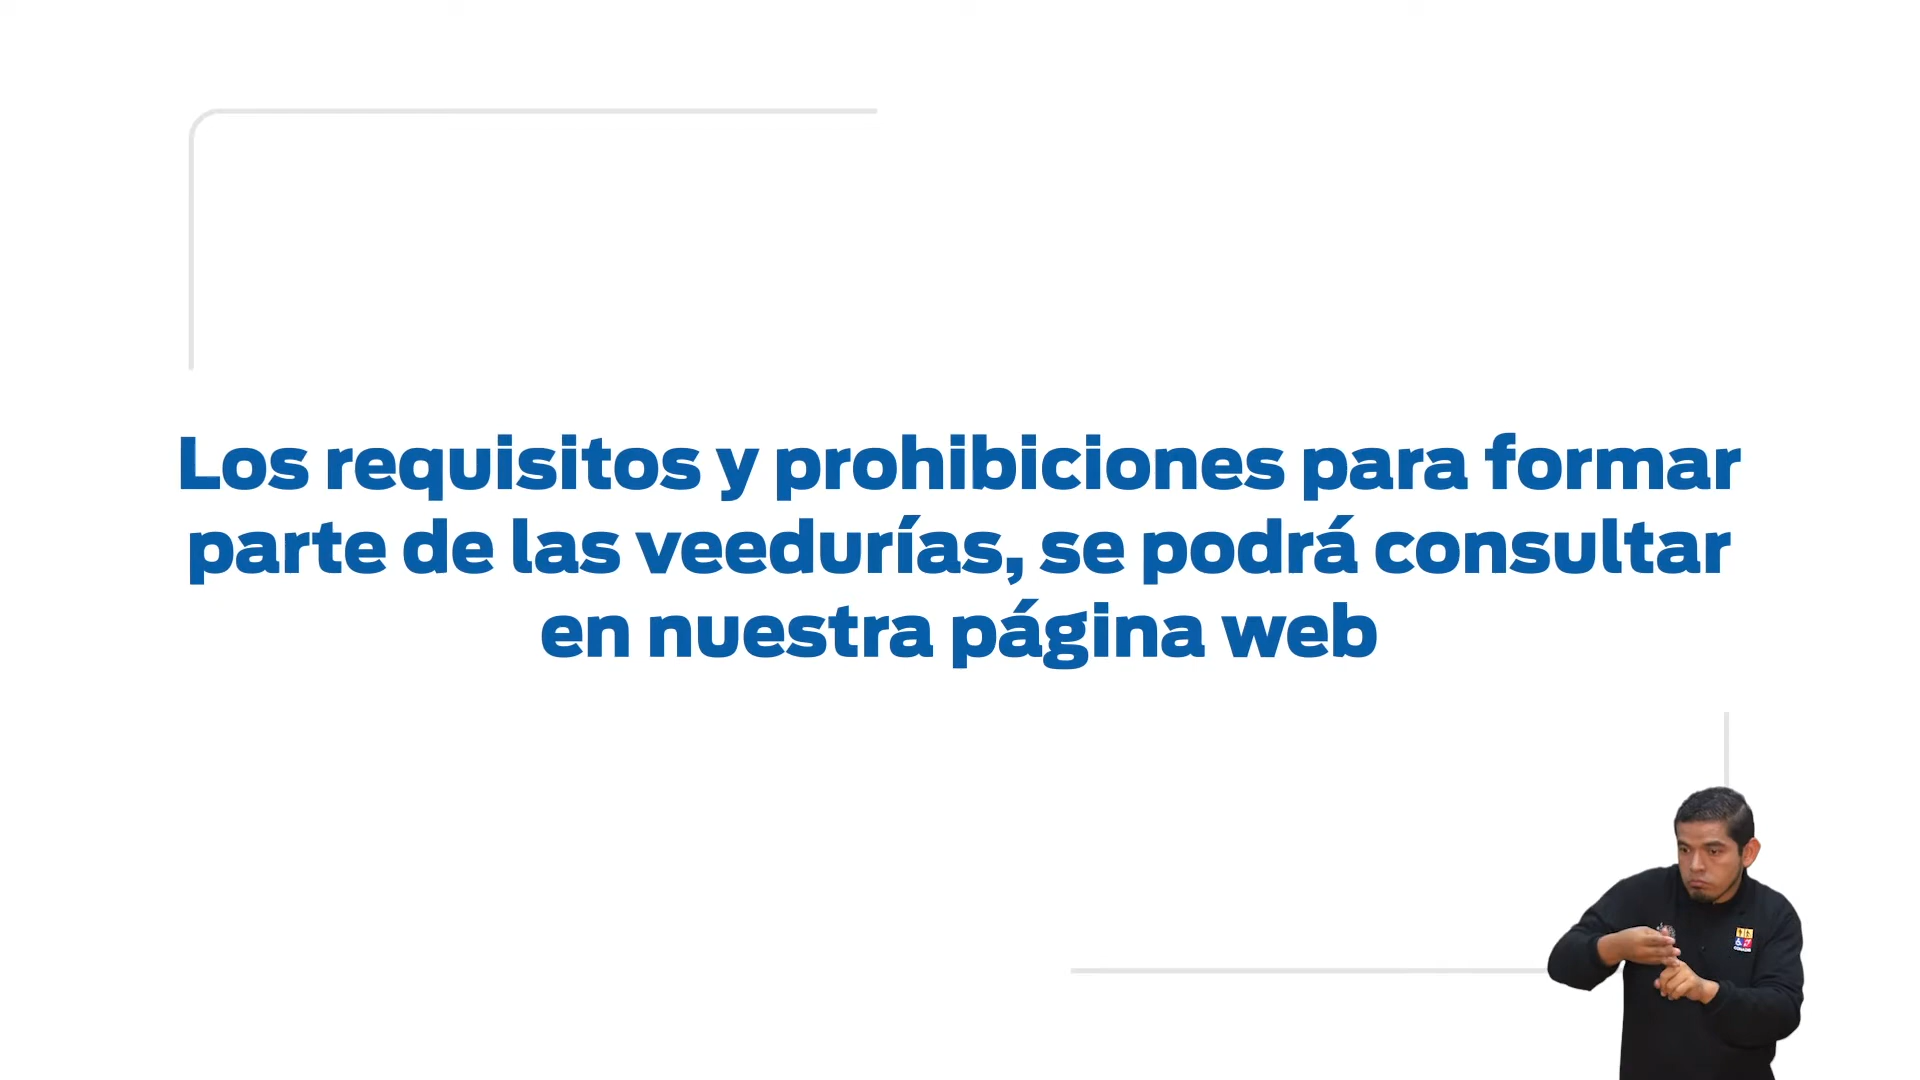 Los requisitos y prohibiciones para formar
parte de las veedurías, se podrá consultar
en nuestra página web